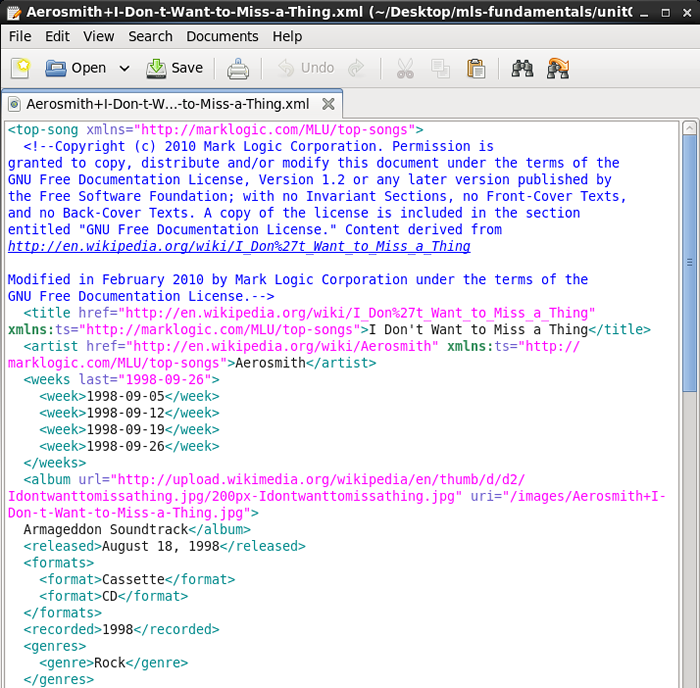 Aerosmith+I-Don-t-Want-to-Miss-a-Thing.xml (~/Desktop/mls-fundamentals/unit
File Edit View Search Documents Help
Open Save Undo
Aerosmith+I-Don-t-W...-to-Miss-a-Thing.xml
<top-song xmlns="http://marklogic.com/MLU/top-songs">
<!--Copyright (c) 2010 Mark Logic Corporation. Permission is
granted to copy, distribute and/or modify this document under the terms of the
GNU Free Documentation License, Version 1.2 or any later version published by
the Free Software Foundation; with no Invariant Sections, no Front-Cover Texts,
and no Back-Cover Texts. A copy of the license is included in the section
entitled "GNU Free Documentation License." Content derived from
http://en.wikipedia.org/wiki/I_Don%27t_Want_to_Miss_a_Thing
Modified in February 2010 by Mark Logic Corporation under the terms of the
GNU Free Documentation License.-->
<title href="http://en.wikipedia.org/wiki/I_Don%27t_Want_to_Miss_a_Thing"
xmlns:ts="http://marklogic.com/MLU/top-songs">I Don't Want to Miss a Thing</title>
<artist href="http://en.wikipedia.org/wiki/Aerosmith" xmlns:ts="http://
marklogic.com/MLU/top-songs">Aerosmith</artist>
<weeks last="1998-09-26">
<week>1998-09-05</week>
<week>1998-09-12</week>
<week>1998-09-19</week>
<week>1998-09-26</week>
</weeks>
<album url="http://upload.wikimedia.org/wikipedia/en/thumb/d/d2/
Idontwanttomissathing.jpg/200px-Idontwanttomissathing.jpg" uri="/images/Aerosmith+I-
Don-t-Want-to-Miss-a-Thing.jpg">
Armageddon Soundtrack</album>
<released>August 18, 1998</released>
<formats>
<format>Cassette</format>
<format>CD</format>
</formats>
<recorded>1998</recorded>
<genres>
<genre>Rock</genre>
</genres>